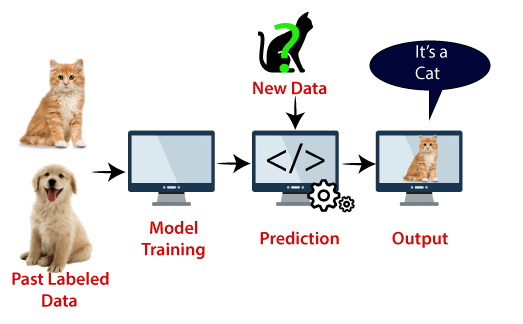 It's a
Cat
?
New Data
</>
Model
Training
Prediction
Output
Past Labeled
Data